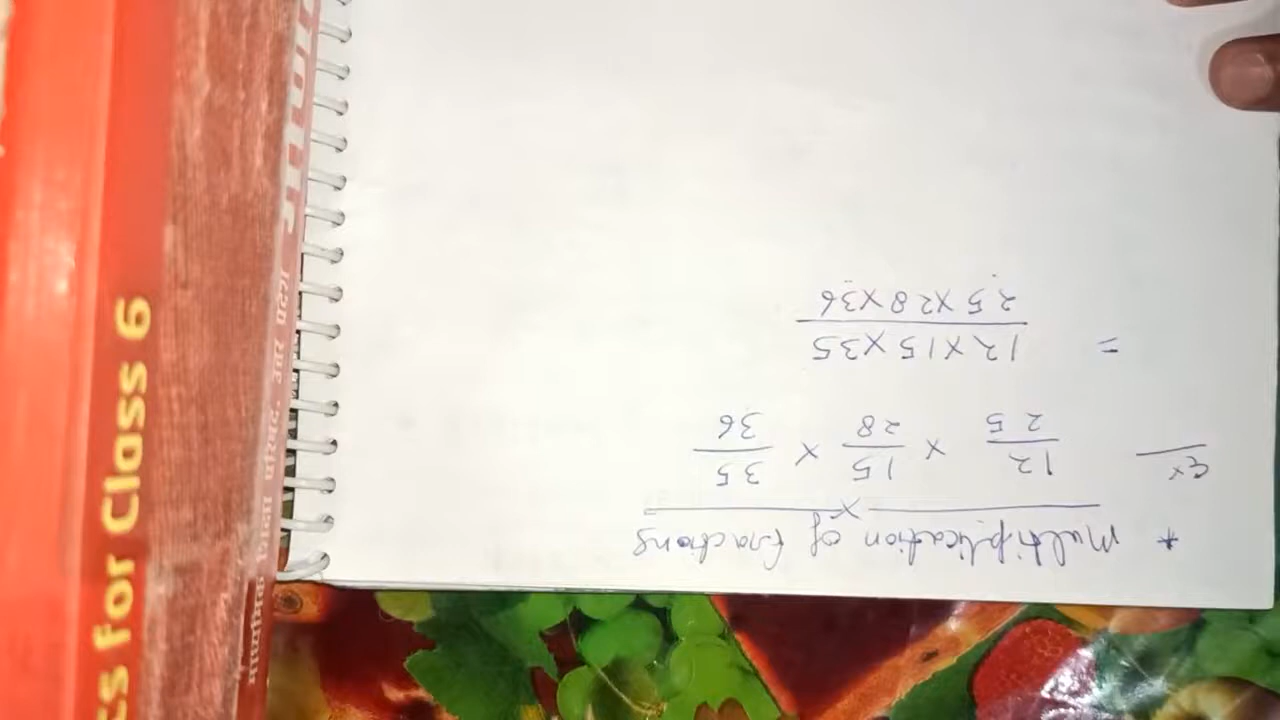 * Multiplication of fractions
Ex 12/25 × 15/28 × 35/36
= 12×15×35 / 25×28×36
ss for Class 6